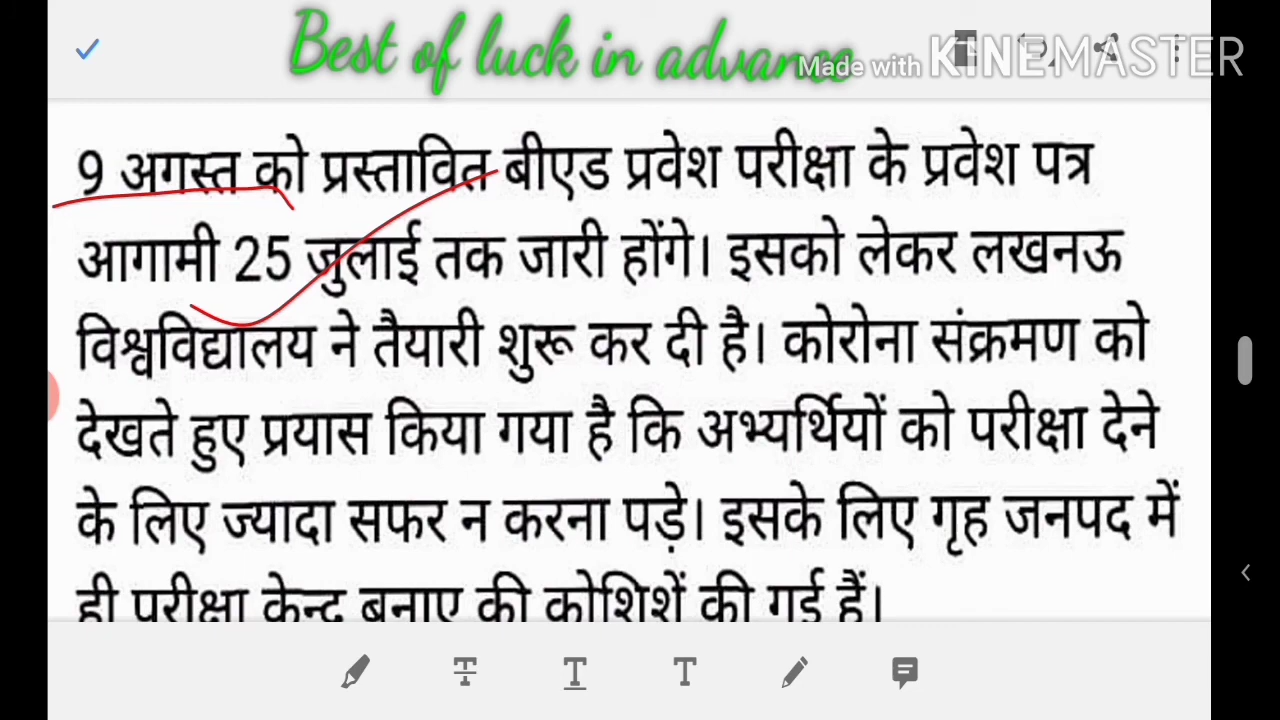 Best of luck in advance
Made with KINEMASTER
9 अगस्त को प्रस्तावित बीएड प्रवेश परीक्षा के प्रवेश पत्र
आगामी 25 जुलाई तक जारी होंगे। इसको लेकर लखनऊ
विश्वविद्यालय ने तैयारी शुरू कर दी है। कोरोना संक्रमण को
देखते हुए प्रयास किया गया है कि अभ्यर्थियों को परीक्षा देने
के लिए ज्यादा सफर न करना पड़े। इसके लिए गृह जनपद में
ही परीक्षा केन्द्र बनाए की कोशिशें की गई हैं।